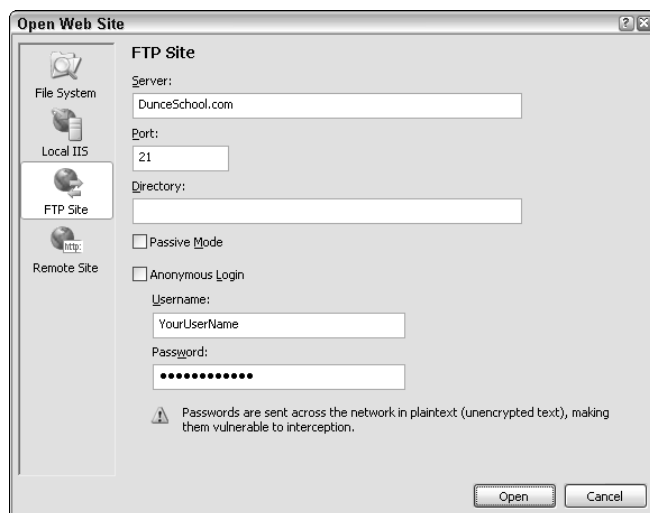 Open Web Site
File System
Local IIS
FTP Site
http:
Remote Site
FTP Site
Server:
DunceSchool.com
Port:
21
Directory:
Passive Mode
Anonymous Login
Username:
YourUserName
Password:
●●●●●●●●●●●●
Passwords are sent across the network in plaintext (unencrypted text), making
them vulnerable to interception.
Open Cancel